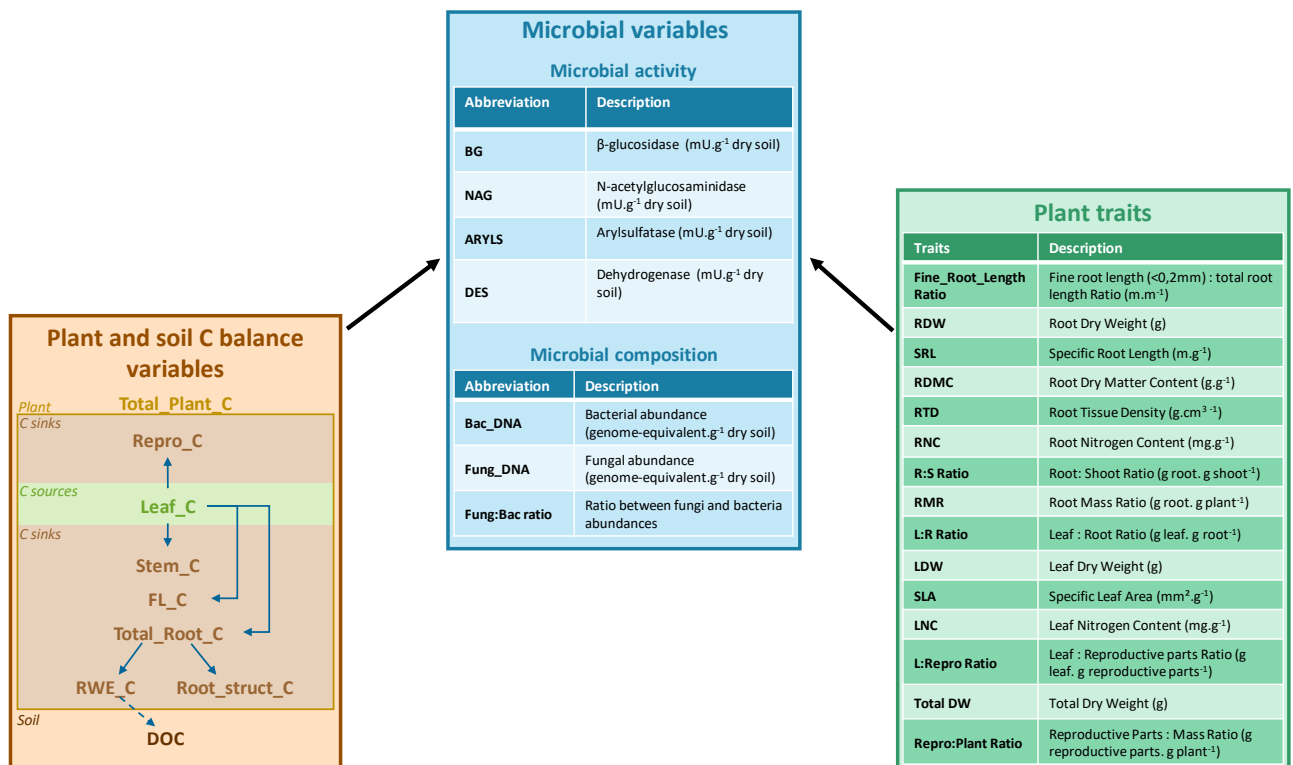 Microbial variables
Microbial activity
Abbreviation Description
BG β-glucosidase (mU.g⁻¹ dry soil)
NAG N-acetylglucosaminidase
(mU.g⁻¹ dry soil)
ARYLS Arylsulfatase (mU.g⁻¹ dry soil)
DES Dehydrogenase (mU.g⁻¹ dry
soil)
Microbial composition
Abbreviation Description
Bac_DNA Bacterial abundance
(genome-equivalent.g⁻¹ dry soil)
Fung_DNA Fungal abundance
(genome-equivalent.g⁻¹ dry soil)
Fung:Bac ratio Ratio between fungi and bacteria
abundances
Plant and soil C balance
variables
Plant
Total_Plant_C
C sinks
Repro_C
C sources
Leaf_C
C sinks
Stem_C
FL_C
Total_Root_C
RWE_C Root_struct_C
Soil
DOC
Plant traits
Traits Description
Fine_Root_Length
Ratio
Fine root length (<0,2mm) : total root
length Ratio (m.m⁻¹)
RDW Root Dry Weight (g)
SRL Specific Root Length (m.g⁻¹)
RDMC Root Dry Matter Content (g.g⁻¹)
RTD Root Tissue Density (g.cm³ ⁻¹)
RNC Root Nitrogen Content (mg.g⁻¹)
R:S Ratio Root: Shoot Ratio (g root. g shoot⁻¹)
RMR Root Mass Ratio (g root. g plant⁻¹)
L:R Ratio Leaf : Root Ratio (g leaf. g root⁻¹)
LDW Leaf Dry Weight (g)
SLA Specific Leaf Area (mm².g⁻¹)
LNC Leaf Nitrogen Content (mg.g⁻¹)
L:Repro Ratio Leaf : Reproductive parts Ratio (g
leaf. g reproductive parts⁻¹)
Total DW Total Dry Weight (g)
Repro:Plant Ratio Reproductive Parts : Mass Ratio (g
reproductive parts. g plant⁻¹)